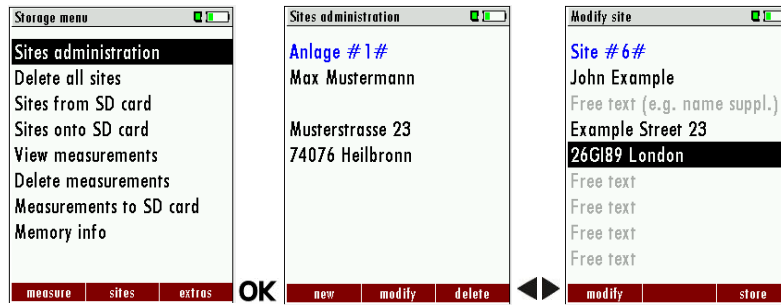 Storage menu
Sites administration
Delete all sites
Sites from SD card
Sites onto SD card
View measurements
Delete measurements
Measurements to SD card
Memory info
measure sites extras
OK
Sites administration
Anlage #1#
Max Mustermann
Musterstrasse 23
74076 Heilbronn
new modify delete
Modify site
Site #6#
John Example
Free text (e.g. name suppl.)
Example Street 23
26GI89 London
Free text
Free text
Free text
Free text
modify store